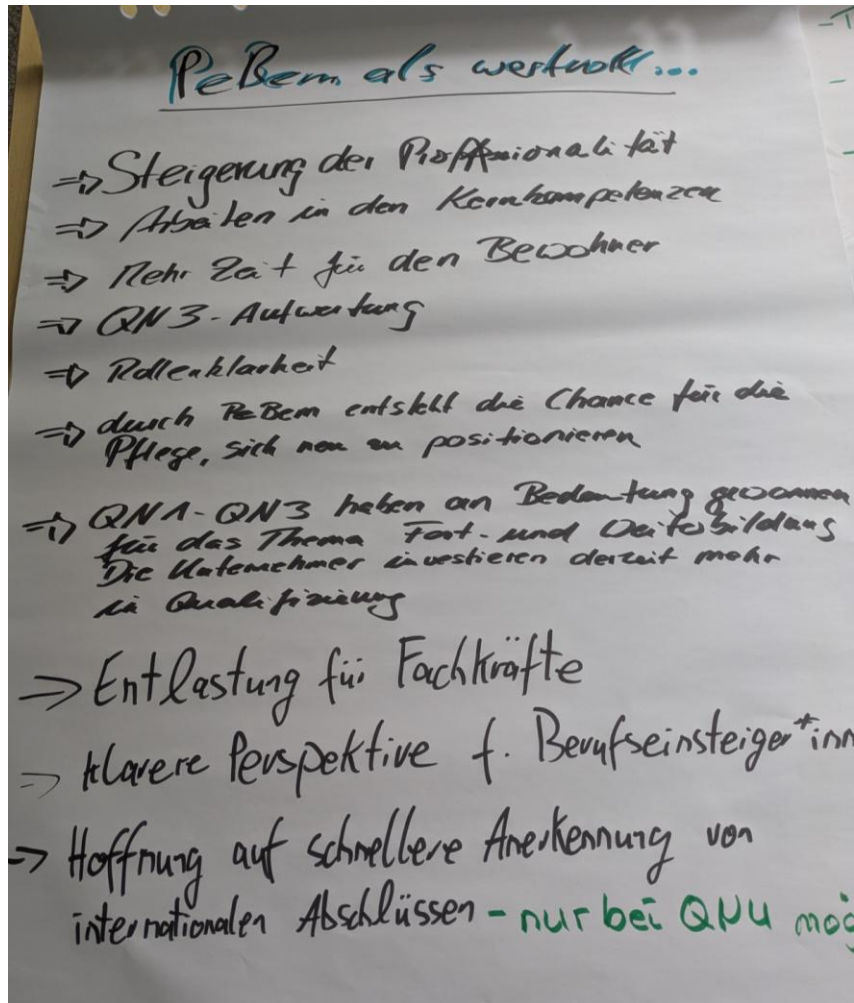 PeBem als wertvoll...
=> Steigerung der Professionalität
=> Arbeiten in den Kernkompetenzen
=> Mehr Zeit für den Bewohner
=> QN3-Aufwertung
=> Rollenklarheit
=> durch PeBem entsteht die Chance für die
Pflege, sich neu zu positionieren
=> QN1-QN3 haben an Bedeutung gewonnen
für das Thema Fort- und Weiterbildung
Die Unternehmer investieren derzeit mehr
in Qualifizierung
=> Entlastung für Fachkräfte
=> klarere Perspektive f. Berufseinsteiger*inn
=> Hoffnung auf schnellere Anerkennung von
internationalen Abschlüssen - nur bei QN4 mög